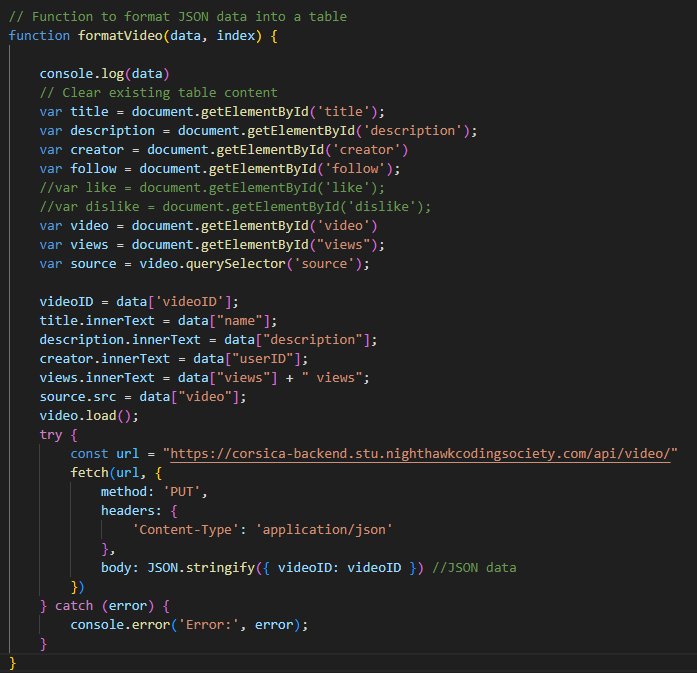 // Function to format JSON data into a table
function formatVideo(data, index) {
console.log(data)
// Clear existing table content
var title = document.getElementById('title');
var description = document.getElementById('description');
var creator = document.getElementById('creator')
var follow = document.getElementById('follow');
//var like = document.getElementById('like');
//var dislike = document.getElementById('dislike');
var video = document.getElementById('video')
var views = document.getElementById("views");
var source = video.querySelector('source');
videoID = data['videoID'];
title.innerText = data["name"];
description.innerText = data["description"];
creator.innerText = data["userID"];
views.innerText = data["views"] + " views";
source.src = data["video"];
video.load();
try {
const url = "https://corsica-backend.stu.nighthawkcodingsociety.com/api/video/"
fetch(url, {
method: 'PUT',
headers: {
'Content-Type': 'application/json'
},
body: JSON.stringify({ videoID: videoID }) //JSON data
})
} catch (error) {
console.error('Error:', error);
}
}